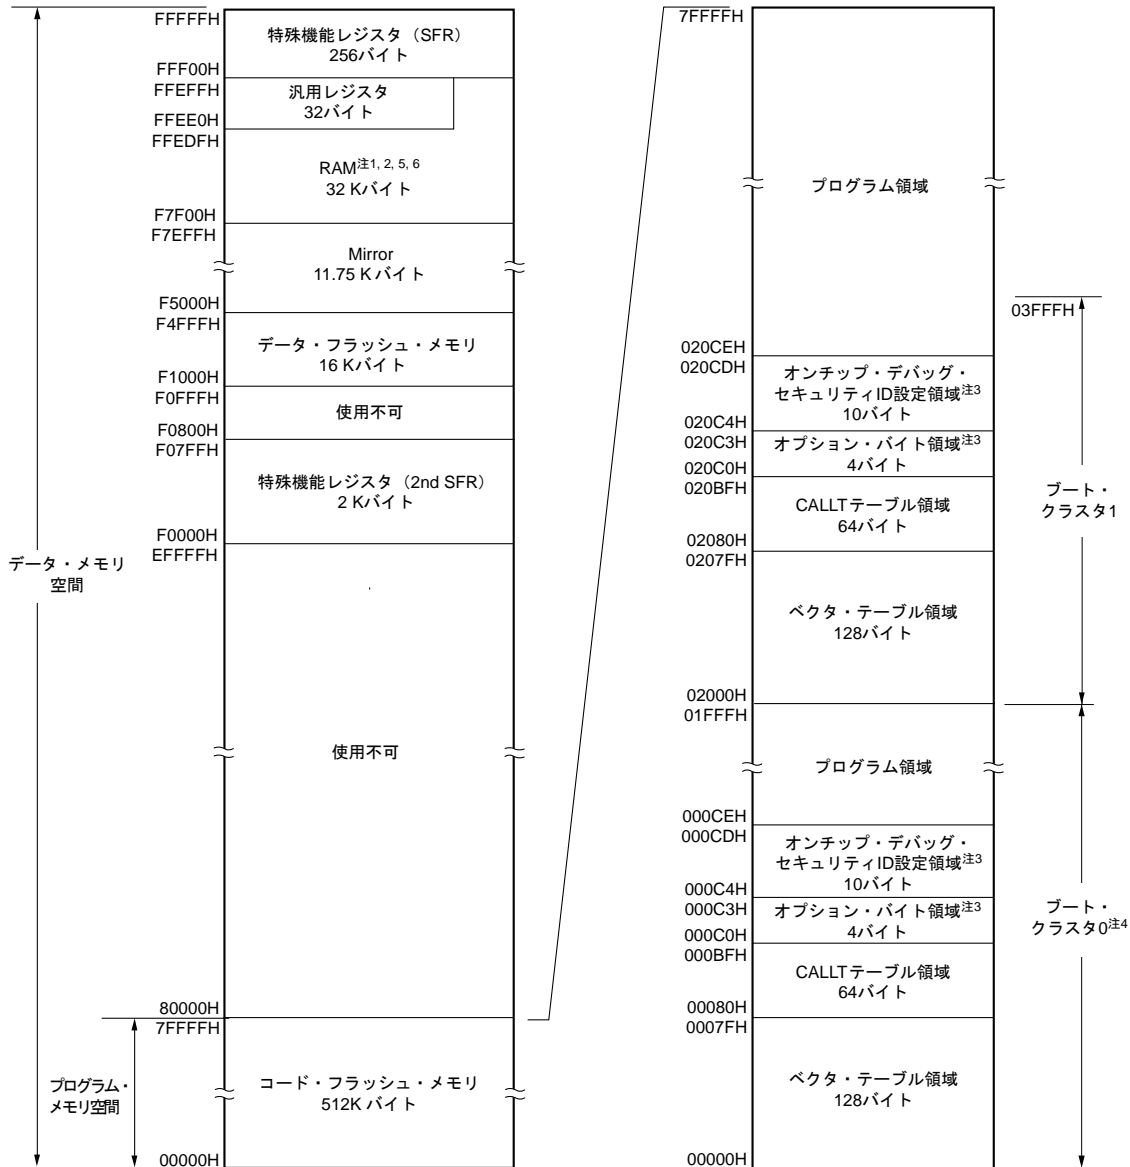 FFFFFH
特殊機能レジスタ（SFR）
256バイト
FFF00H
FFEFFH
汎用レジスタ
32バイト
FFEE0H
FFEDFH
RAM注1, 2, 5, 6
32 Kバイト
F7F00H
F7EFFH
Mirror
11.75 Kバイト
F5000H
F4FFFH
データ・フラッシュ・メモリ
16 Kバイト
F1000H
F0FFFH
使用不可
F0800H
F07FFH
特殊機能レジスタ（2nd SFR）
2 Kバイト
F0000H
EFFFFH
データ・メモリ
空間
使用不可
80000H
7FFFFH
プログラム・
メモリ空間
コード・フラッシュ・メモリ
512K バイト
00000H
7FFFFH
プログラム領域
03FFFH
020CEH
020CDH
オンチップ・デバッグ・
セキュリティID設定領域注3
10バイト
020C4H
020C3H
オプション・バイト領域注3
4バイト
020C0H
020BFH
CALLTテーブル領域
64バイト
ブート・
クラスタ1
02080H
0207FH
ベクタ・テーブル領域
128バイト
02000H
01FFFH
プログラム領域
000CEH
000CDH
オンチップ・デバッグ・
セキュリティID設定領域注3
10バイト
000C4H
000C3H
オプション・バイト領域注3
4バイト
ブート・
クラスタ0注4
000C0H
000BFH
CALLTテーブル領域
64バイト
00080H
0007FH
ベクタ・テーブル領域
128バイト
00000H